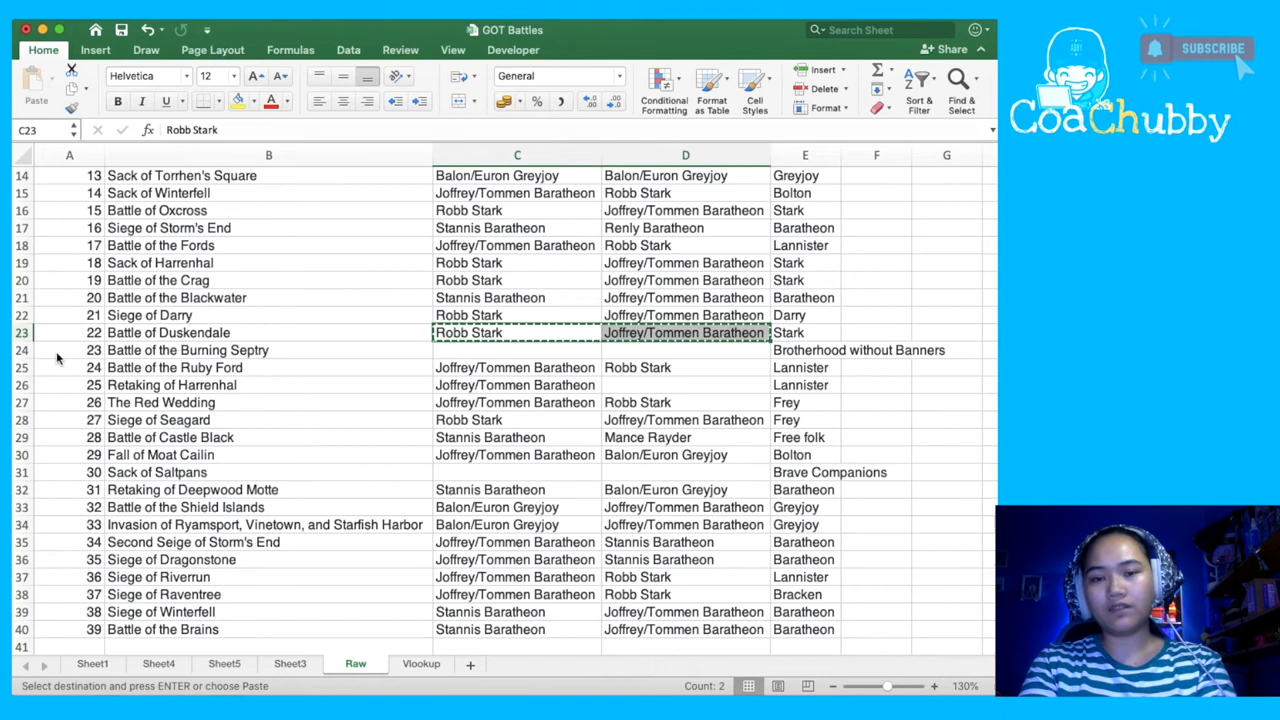 GOT Battles
Search Sheet
SUBSCRIBE
Home Insert Draw Page Layout Formulas Data Review View Developer Share
ABBY
CoaChubby
Paste Helvetica 12 General Conditional Formatting Format as Table Cell Styles Insert Delete Format Sort & Filter Find & Select
C23 fx Robb Stark
A B C D E F G
14 13 Sack of Torrhen's Square Balon/Euron Greyjoy Balon/Euron Greyjoy Greyjoy
15 14 Sack of Winterfell Joffrey/Tommen Baratheon Robb Stark Bolton
16 15 Battle of Oxcross Robb Stark Joffrey/Tommen Baratheon Stark
17 16 Siege of Storm's End Stannis Baratheon Renly Baratheon Baratheon
18 17 Battle of the Fords Joffrey/Tommen Baratheon Robb Stark Lannister
19 18 Sack of Harrenhal Robb Stark Joffrey/Tommen Baratheon Stark
20 19 Battle of the Crag Robb Stark Joffrey/Tommen Baratheon Stark
21 20 Battle of the Blackwater Stannis Baratheon Joffrey/Tommen Baratheon Baratheon
22 21 Siege of Darry Robb Stark Joffrey/Tommen Baratheon Darry
23 22 Battle of Duskendale Robb Stark Joffrey/Tommen Baratheon Stark
24 23 Battle of the Burning Septry Brotherhood without Banners
25 24 Battle of the Ruby Ford Joffrey/Tommen Baratheon Robb Stark Lannister
26 25 Retaking of Harrenhal Joffrey/Tommen Baratheon Lannister
27 26 The Red Wedding Joffrey/Tommen Baratheon Robb Stark Frey
28 27 Siege of Seagard Robb Stark Joffrey/Tommen Baratheon Frey
29 28 Battle of Castle Black Stannis Baratheon Mance Rayder Free folk
30 29 Fall of Moat Cailin Joffrey/Tommen Baratheon Balon/Euron Greyjoy Bolton
31 30 Sack of Saltpans Brave Companions
32 31 Retaking of Deepwood Motte Stannis Baratheon Balon/Euron Greyjoy Baratheon
33 32 Battle of the Shield Islands Balon/Euron Greyjoy Joffrey/Tommen Baratheon Greyjoy
34 33 Invasion of Ryamsport, Vinetown, and Starfish Harbor Balon/Euron Greyjoy Joffrey/Tommen Baratheon Greyjoy
35 34 Second Seige of Storm's End Joffrey/Tommen Baratheon Stannis Baratheon Baratheon
36 35 Siege of Dragonstone Joffrey/Tommen Baratheon Stannis Baratheon Baratheon
37 36 Siege of Riverrun Joffrey/Tommen Baratheon Robb Stark Lannister
38 37 Siege of Raventree Joffrey/Tommen Baratheon Robb Stark Bracken
39 38 Siege of Winterfell Stannis Baratheon Joffrey/Tommen Baratheon Baratheon
40 39 Battle of the Brains Stannis Baratheon Joffrey/Tommen Baratheon Baratheon
41
Sheet1 Sheet4 Sheet5 Sheet3 Raw Vlookup
Select destination and press ENTER or choose Paste Count: 2 130%